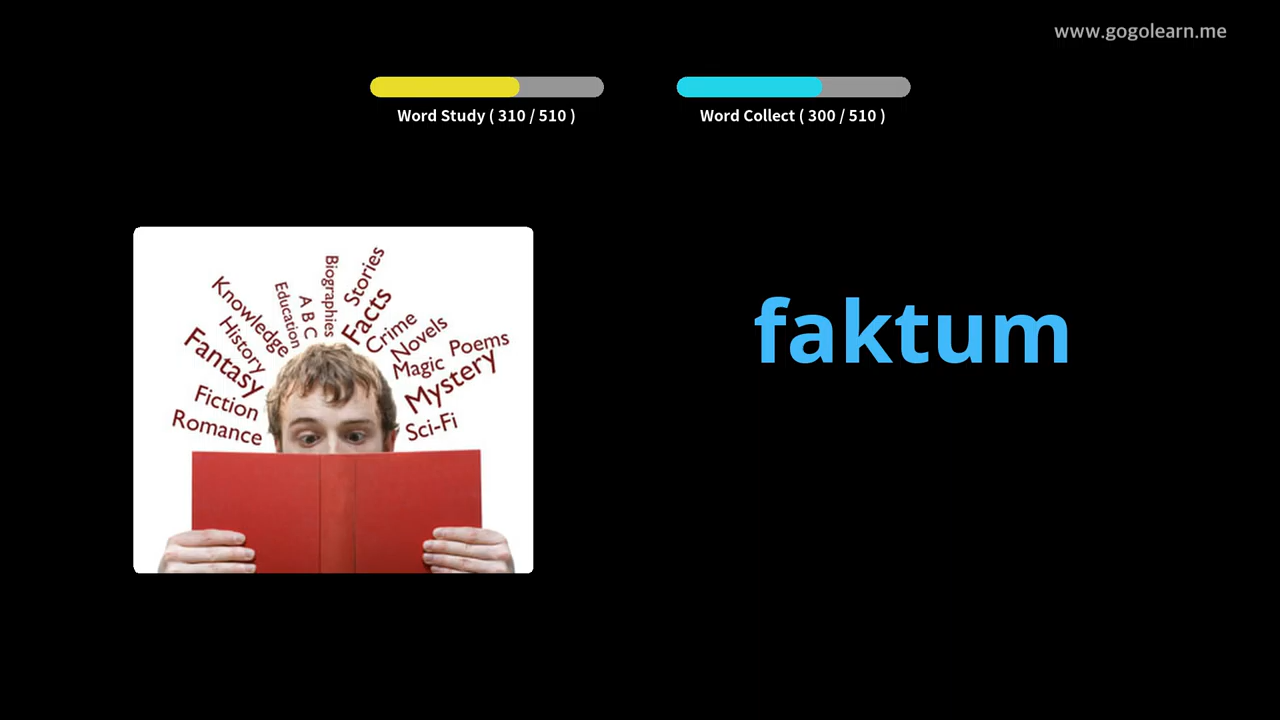 www.gogolearn.me
Word Study ( 310 / 510 )
Word Collect ( 300 / 510 )
faktum
Stories
Biographies
Facts
Education
A B C
Knowledge
Crime
History
Novels
Poems
Fantasy
Magic
Mystery
Fiction
Romance
Sci-Fi